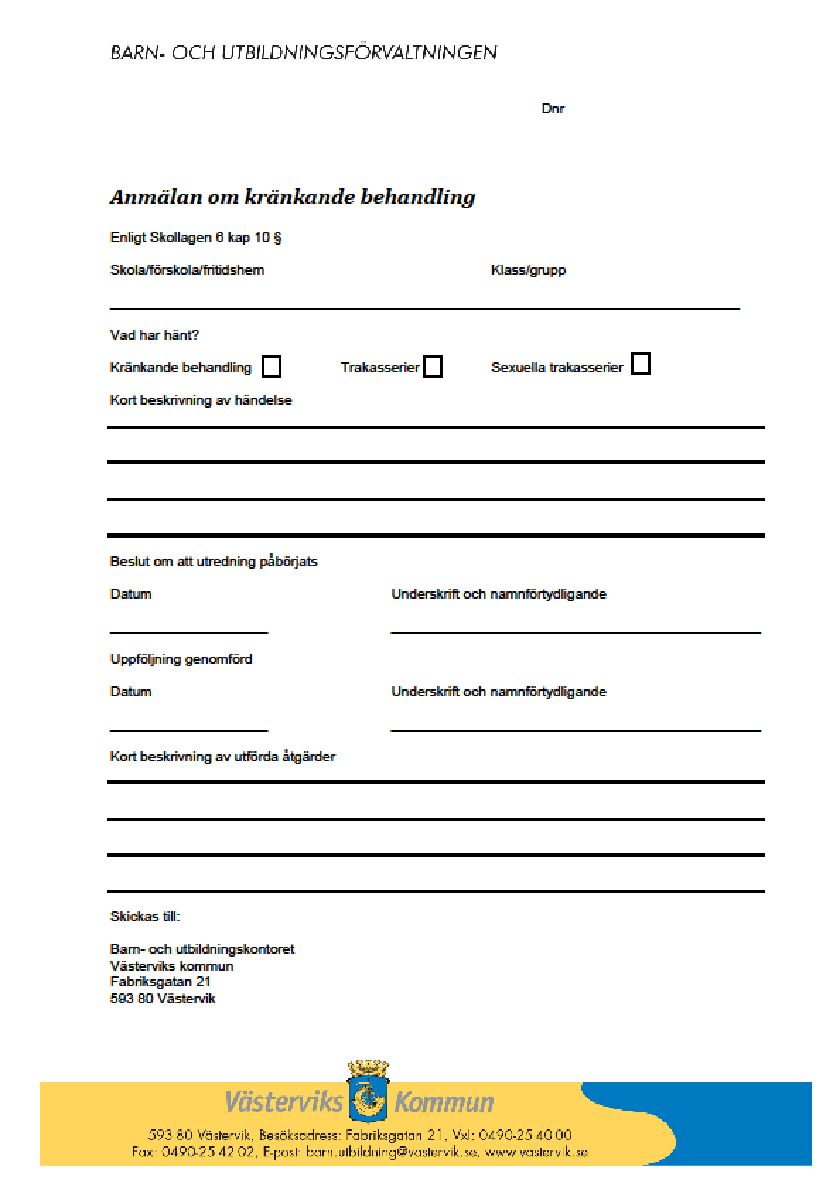 BARN- OCH UTBILDNINGSFÖRVALTNINGEN
Dnr
Anmälan om kränkande behandling
Enligt Skollagen 6 kap 10 §
Skola/förskola/fritidshem Klass/grupp
Vad har hänt?
Kränkande behandling Trakasserier Sexuella trakasserier
Kort beskrivning av händelse
Beslut om att utredning påbörjats
Datum Underskrift och namnförtydligande
Uppföljning genomförd
Datum Underskrift och namnförtydligande
Kort beskrivning av utförda åtgärder
Skickas till:
Barn- och utbildningskontoret
Västerviks kommun
Fabriksgatan 21
593 80 Västervik
Västerviks Kommun
593 80 Västervik, Besöksadress: Fabriksgatan 21, Vxl: 0490-25 40 00
Fax: 0490-25 42 02, E-post: barn.utbildning@vastervik.se, www.vastervik.se